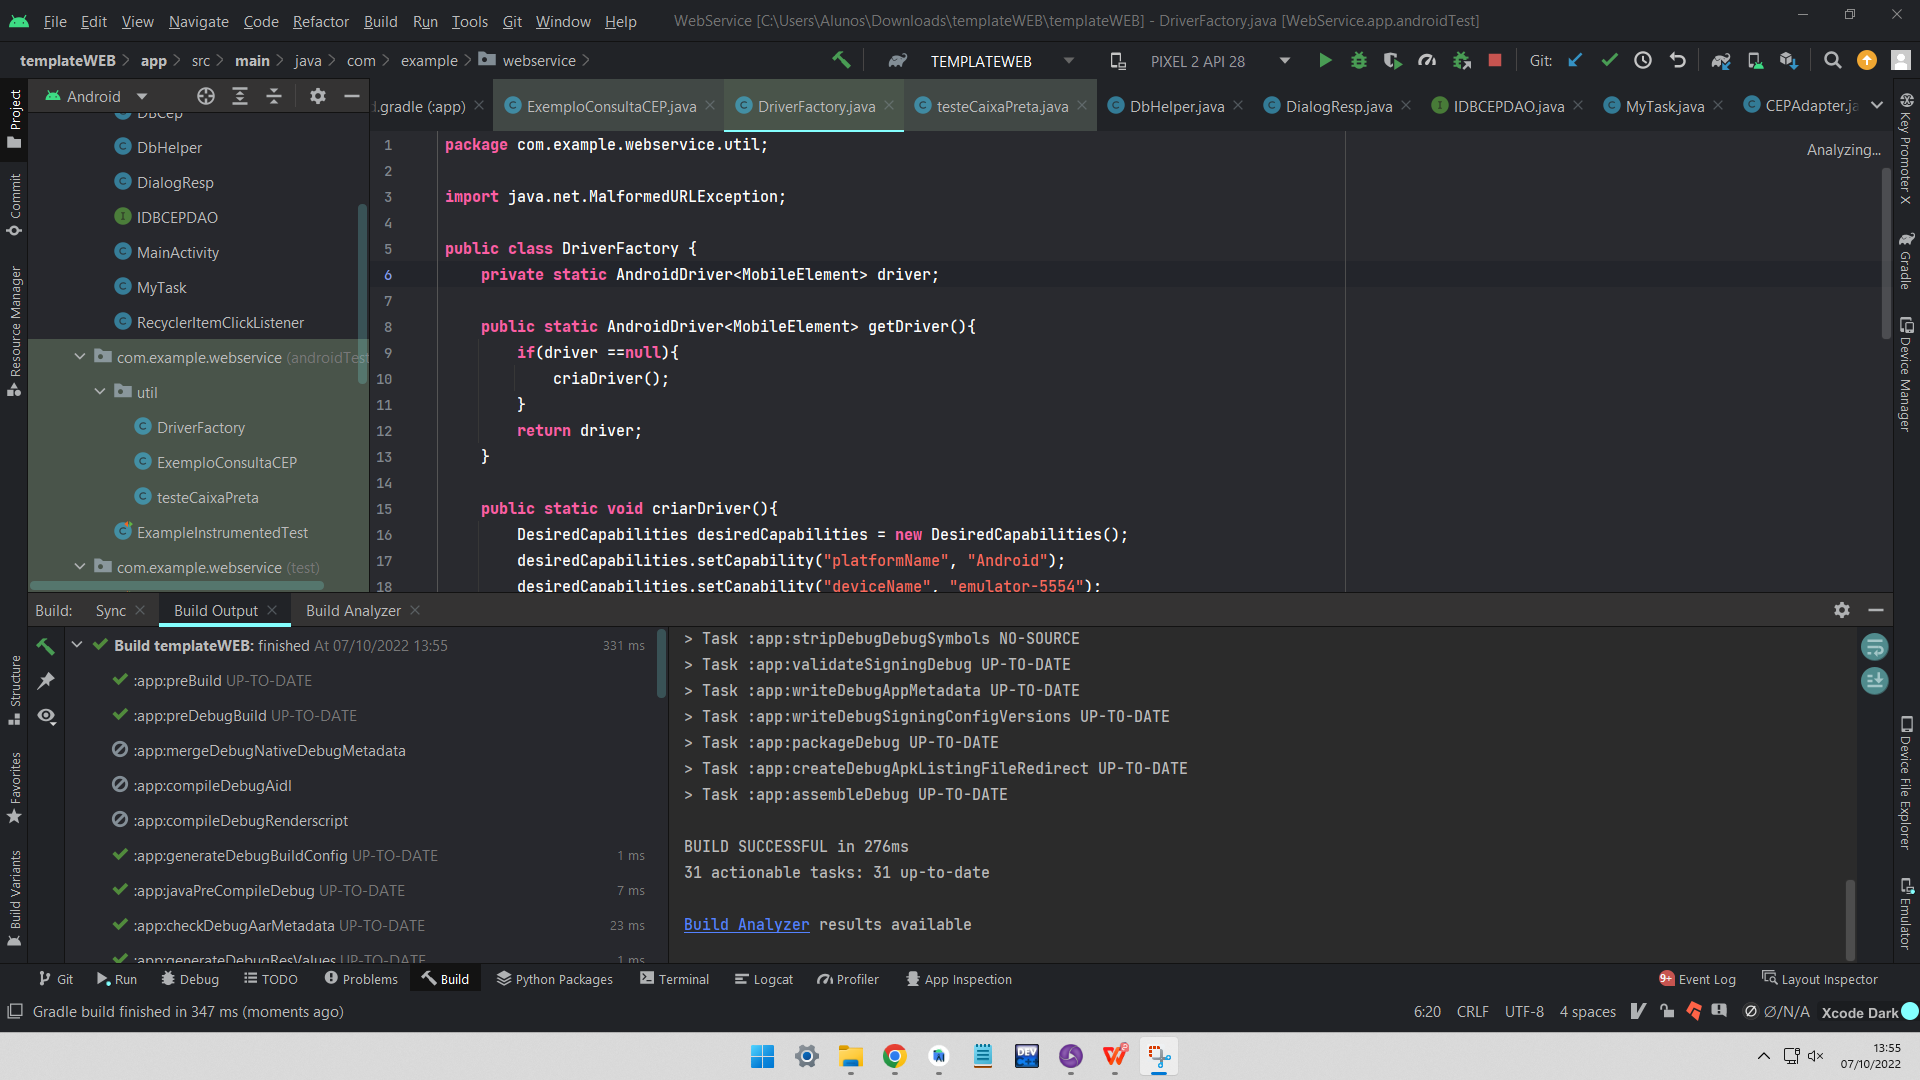 File Edit View Navigate Code Refactor Build Run Tools Git Window Help WebService [C:\Users\Alunos\Downloads\templateWEB\templateWEB] - DriverFactory.java [WebService.app.androidTest]
templateWEB app src main java com example webservice TEMPLATEWEB PIXEL 2 API 28 Git:
Android
d.gradle (:app) ExemploConsultaCEP.java DriverFactory.java testeCaixaPreta.java DbHelper.java DialogResp.java IDBCEPDAO.java MyTask.java CEPAdapter.ja
Project
Commit
Resource Manager
Structure
Favorites
Build Variants
DBCep
DbHelper
DialogResp
IDBCEPDAO
MainActivity
MyTask
RecyclerItemClickListener
com.example.webservice (androidTest
util
DriverFactory
ExemploConsultaCEP
testeCaixaPreta
ExampleInstrumentedTest
com.example.webservice (test)
1 package com.example.webservice.util;
2
3 import java.net.MalformedURLException;
4
5 public class DriverFactory {
6 private static AndroidDriver<MobileElement> driver;
7
8 public static AndroidDriver<MobileElement> getDriver(){
9 if(driver ==null){
10 criaDriver();
11 }
12 return driver;
13 }
14
15 public static void criarDriver(){
16 DesiredCapabilities desiredCapabilities = new DesiredCapabilities();
17 desiredCapabilities.setCapability("platformName", "Android");
18 desiredCapabilities.setCapability("deviceName", "emulator-5554");
Analyzing...
Key Promoter X
Gradle
Device Manager
Device File Explorer
Emulator
Build: Sync Build Output Build Analyzer
Build templateWEB: finished At 07/10/2022 13:55 331 ms
:app:preBuild UP-TO-DATE
:app:preDebugBuild UP-TO-DATE
:app:mergeDebugNativeDebugMetadata
:app:compileDebugAidl
:app:compileDebugRenderscript
:app:generateDebugBuildConfig UP-TO-DATE 1 ms
:app:javaPreCompileDebug UP-TO-DATE 7 ms
:app:checkDebugAarMetadata UP-TO-DATE 23 ms
:app:generateDebugResValues UP-TO-DATE 1 ms
> Task :app:stripDebugDebugSymbols NO-SOURCE
> Task :app:validateSigningDebug UP-TO-DATE
> Task :app:writeDebugAppMetadata UP-TO-DATE
> Task :app:writeDebugSigningConfigVersions UP-TO-DATE
> Task :app:packageDebug UP-TO-DATE
> Task :app:createDebugApkListingFileRedirect UP-TO-DATE
> Task :app:assembleDebug UP-TO-DATE
BUILD SUCCESSFUL in 276ms
31 actionable tasks: 31 up-to-date
Build Analyzer results available
Git Run Debug TODO Problems Build Python Packages Terminal Logcat Profiler App Inspection 9+ Event Log Layout Inspector
Gradle build finished in 347 ms (moments ago) 6:20 CRLF UTF-8 4 spaces Ø/N/A Xcode Dark
DEV
13:55
07/10/2022